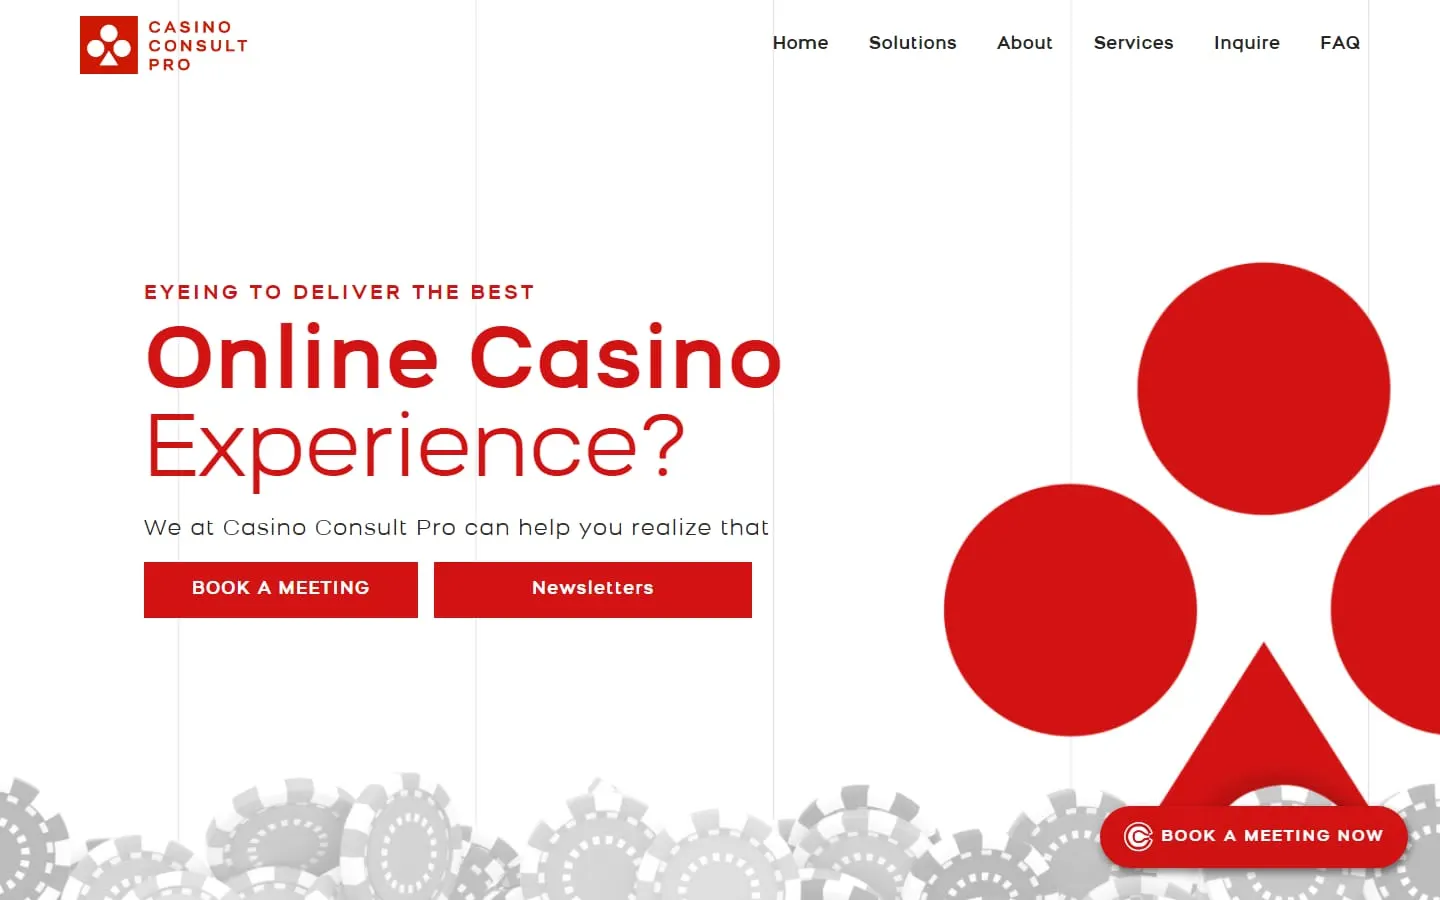 CASINO
CONSULT
PRO
Home Solutions About Services Inquire FAQ
EYEING TO DELIVER THE BEST
Online Casino
Experience?
We at Casino Consult Pro can help you realize that
BOOK A MEETING
Newsletters
BOOK A MEETING NOW